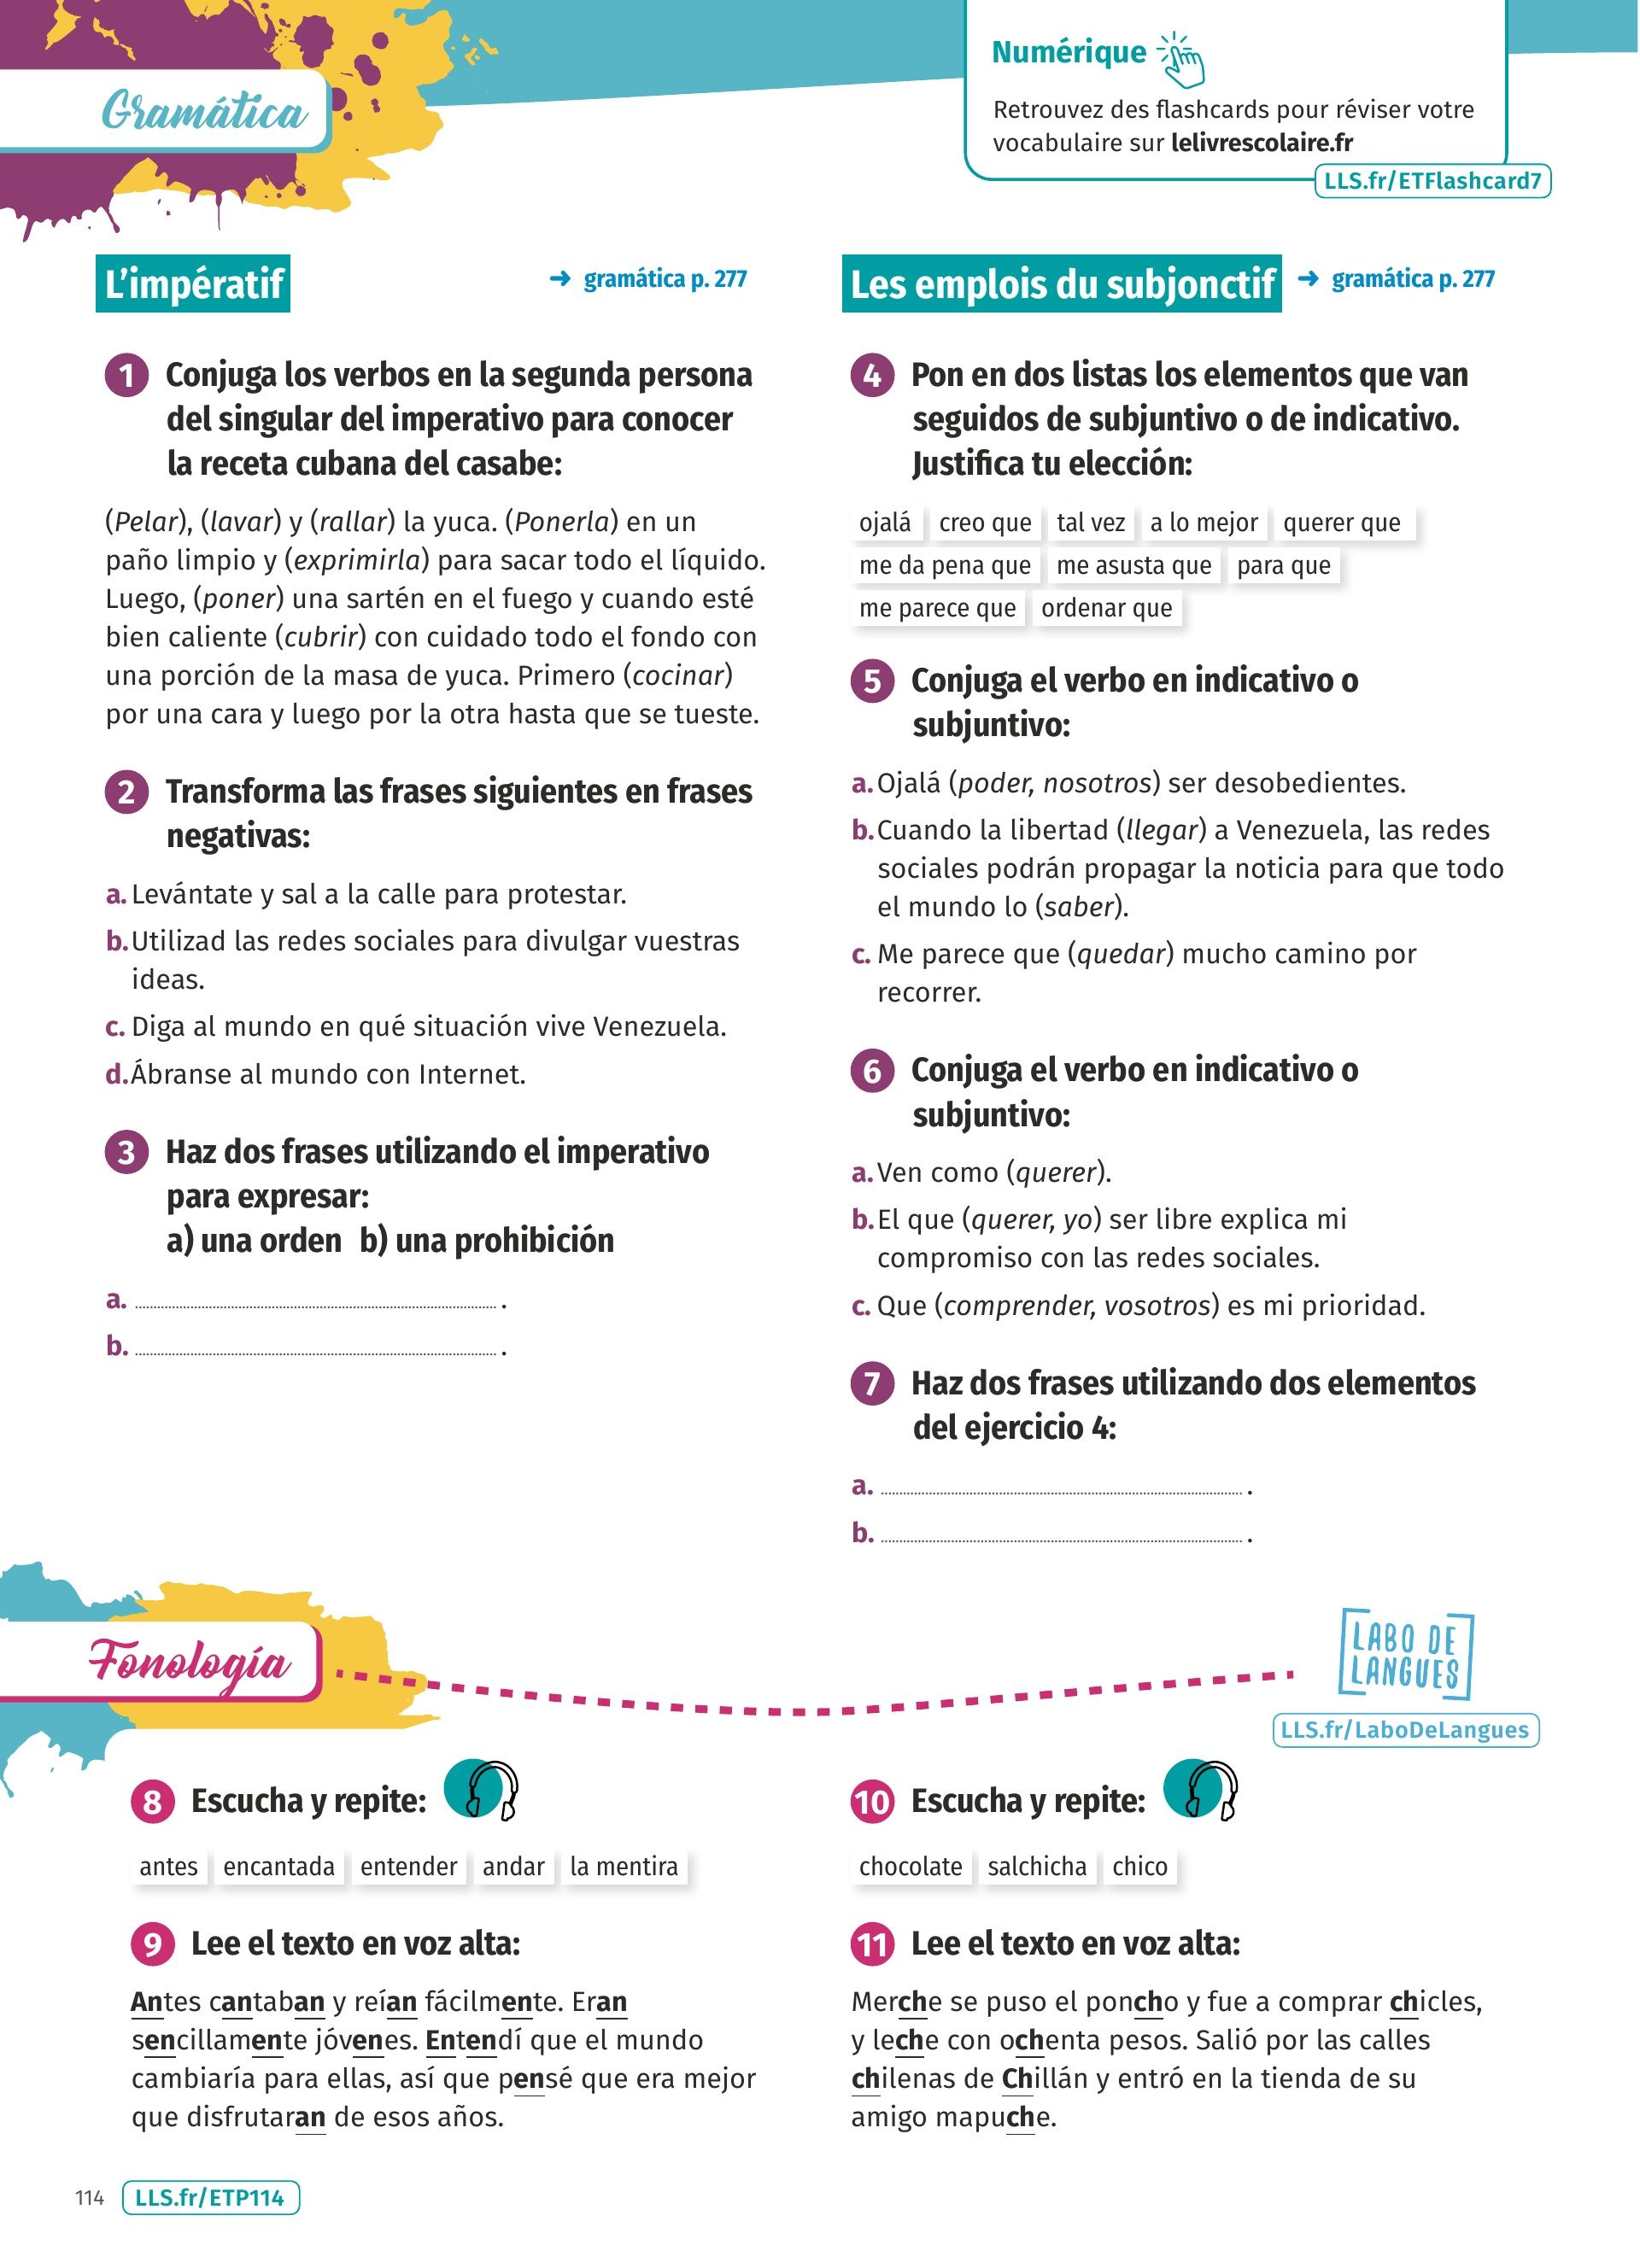 Gramática
Numérique
Retrouvez des flashcards pour réviser votre
vocabulaire sur lelivrescolaire.fr
LLS.fr/ETFlashcard7
L'impératif
➜ gramática p. 277
1 Conjuga los verbos en la segunda persona
del singular del imperativo para conocer
la receta cubana del casabe:
(Pelar), (lavar) y (rallar) la yuca. (Ponerla) en un
paño limpio y (exprimirla) para sacar todo el líquido.
Luego, (poner) una sartén en el fuego y cuando esté
bien caliente (cubrir) con cuidado todo el fondo con
una porción de la masa de yuca. Primero (cocinar)
por una cara y luego por la otra hasta que se tueste.
2 Transforma las frases siguientes en frases
negativas:
a. Levántate y sal a la calle para protestar.
b. Utilizad las redes sociales para divulgar vuestras
ideas.
c. Diga al mundo en qué situación vive Venezuela.
d. Ábranse al mundo con Internet.
3 Haz dos frases utilizando el imperativo
para expresar:
a) una orden b) una prohibición
a. .
b. .
Les emplois du subjonctif
➜ gramática p. 277
4 Pon en dos listas los elementos que van
seguidos de subjuntivo o de indicativo.
Justifica tu elección:
ojalá creo que tal vez a lo mejor querer que
me da pena que me asusta que para que
me parece que ordenar que
5 Conjuga el verbo en indicativo o
subjuntivo:
a. Ojalá (poder, nosotros) ser desobedientes.
b. Cuando la libertad (llegar) a Venezuela, las redes
sociales podrán propagar la noticia para que todo
el mundo lo (saber).
c. Me parece que (quedar) mucho camino por
recorrer.
6 Conjuga el verbo en indicativo o
subjuntivo:
a. Ven como (querer).
b. El que (querer, yo) ser libre explica mi
compromiso con las redes sociales.
c. Que (comprender, vosotros) es mi prioridad.
7 Haz dos frases utilizando dos elementos
del ejercicio 4:
a. .
b. .
Fonología
LABO DE
LANGUES
LLS.fr/LaboDeLangues
8 Escucha y repite:
antes encantada entender andar la mentira
9 Lee el texto en voz alta:
Antes cantaban y reían fácilmente. Eran
sencillamente jóvenes. Entendí que el mundo
cambiaría para ellas, así que pensé que era mejor
que disfrutaran de esos años.
10 Escucha y repite:
chocolate salchicha chico
11 Lee el texto en voz alta:
Merche se puso el poncho y fue a comprar chicles,
y leche con ochenta pesos. Salió por las calles
chilenas de Chillán y entró en la tienda de su
amigo mapuche.
114 LLS.fr/ETP114